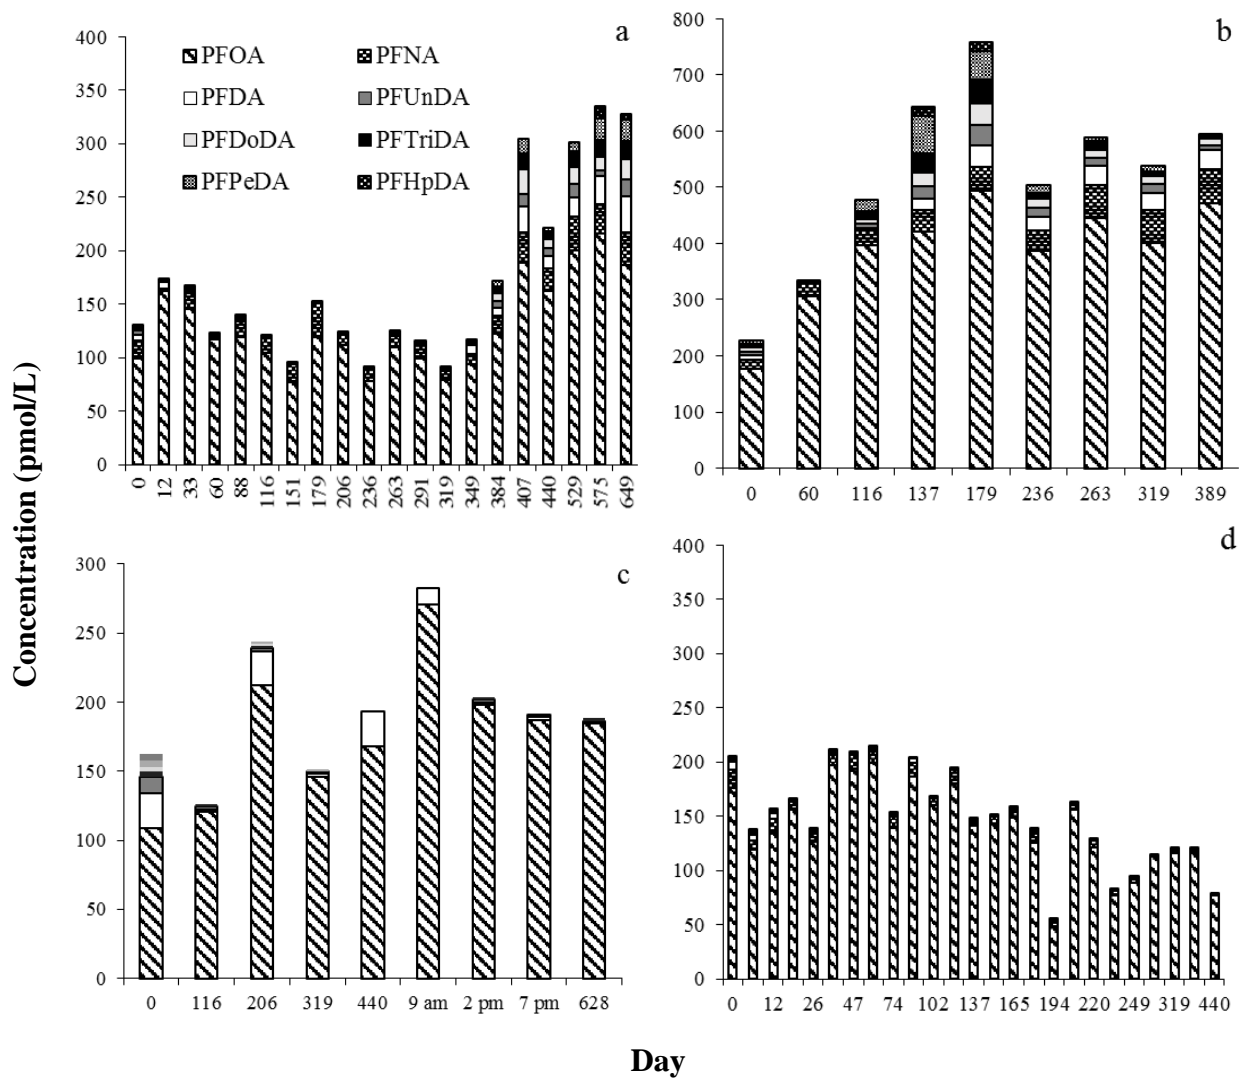 a
400
350
300
250
200
150
100
50
0
PFOA PFNA
PFDA PFUnDA
PFDoDA PFTriDA
PFPeDA PFHpDA
0 12 33 60 88 116 151 179 206 236 263 291 319 349 384 407 440 529 575 649
b
800
700
600
500
400
300
200
100
0
0 60 116 137 179 236 263 319 389
c
300
250
200
150
100
50
0
0 116 206 319 440 9 am 2 pm 7 pm 628
d
400
350
300
250
200
150
100
50
0
0 12 26 47 74 102 137 165 194 220 249 319 440
Concentration (pmol/L)
Day